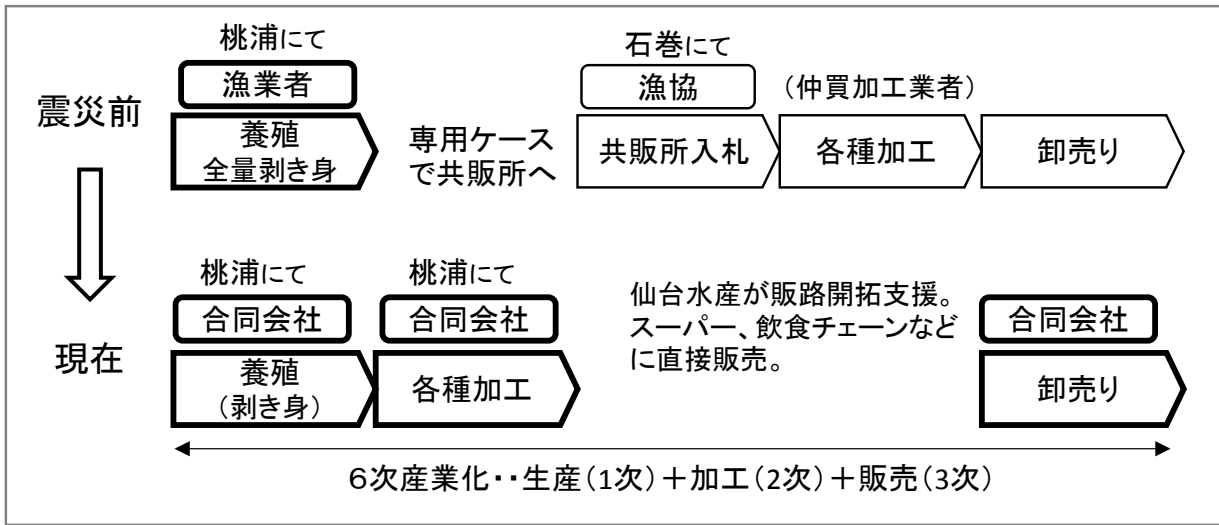 桃浦にて
石巻にて
漁業者
漁協
(仲買加工業者)
震災前
養殖
全量剥き身
専用ケース
で共販所へ
共販所入札
各種加工
卸売り
桃浦にて
桃浦にて
仙台水産が販路開拓支援。
スーパー、飲食チェーンなど
に直接販売。
合同会社
合同会社
合同会社
現在
養殖
(剥き身)
各種加工
卸売り
6次産業化・・生産(1次)+加工(2次)+販売(3次)